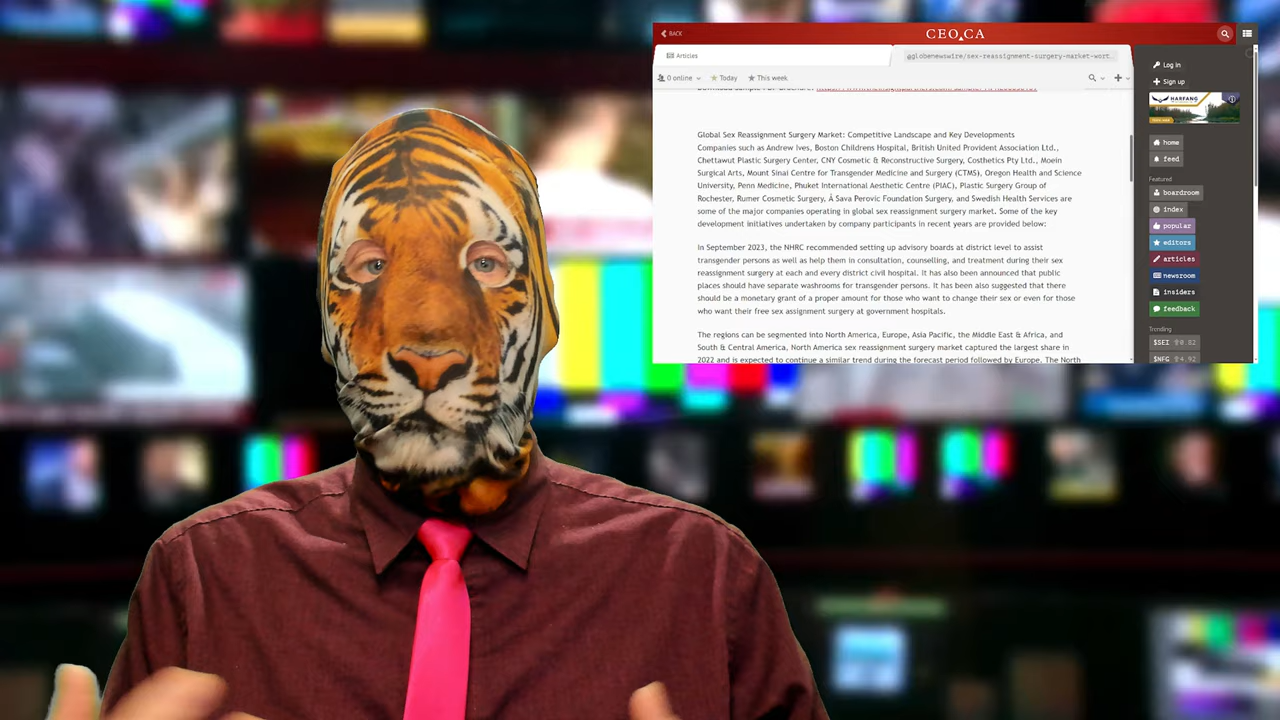 BACK
CEO.CA
Articles
@globenewswire/sex-reassignment-surgery-market-wort…
0 online
Today
This week
Log in
Sign up
HARFANG
home
feed
Featured
boardroom
index
popular
editors
articles
newsroom
insiders
feedback
Trending
$SEI 0.82
$NFG 4.92
Global Sex Reassignment Surgery Market: Competitive Landscape and Key Developments
Companies such as Andrew Ives, Boston Childrens Hospital, British United Provident Association Ltd.,
Chettawut Plastic Surgery Center, CNY Cosmetic & Reconstructive Surgery, Costhetics Pty Ltd., Moein
Surgical Arts, Mount Sinai Centre for Transgender Medicine and Surgery (CTMS), Oregon Health and Science
University, Penn Medicine, Phuket International Aesthetic Centre (PIAC), Plastic Surgery Group of
Rochester, Rumer Cosmetic Surgery, Â Sava Perovic Foundation Surgery, and Swedish Health Services are
some of the major companies operating in global sex reassignment surgery market. Some of the key
development initiatives undertaken by company participants in recent years are provided below:
In September 2023, the NHRC recommended setting up advisory boards at district level to assist
transgender persons as well as help them in consultation, counselling, and treatment during their sex
reassignment surgery at each and every district civil hospital. It has also been announced that public
places should have separate washrooms for transgender persons. It has been also suggested that there
should be a monetary grant of a proper amount for those who want to change their sex or even for those
who want their free sex assignment surgery at government hospitals.
The regions can be segmented into North America, Europe, Asia Pacific, the Middle East & Africa, and
South & Central America, North America sex reassignment surgery market captured the largest share in
2022 and is expected to continue a similar trend during the forecast period followed by Europe. The North